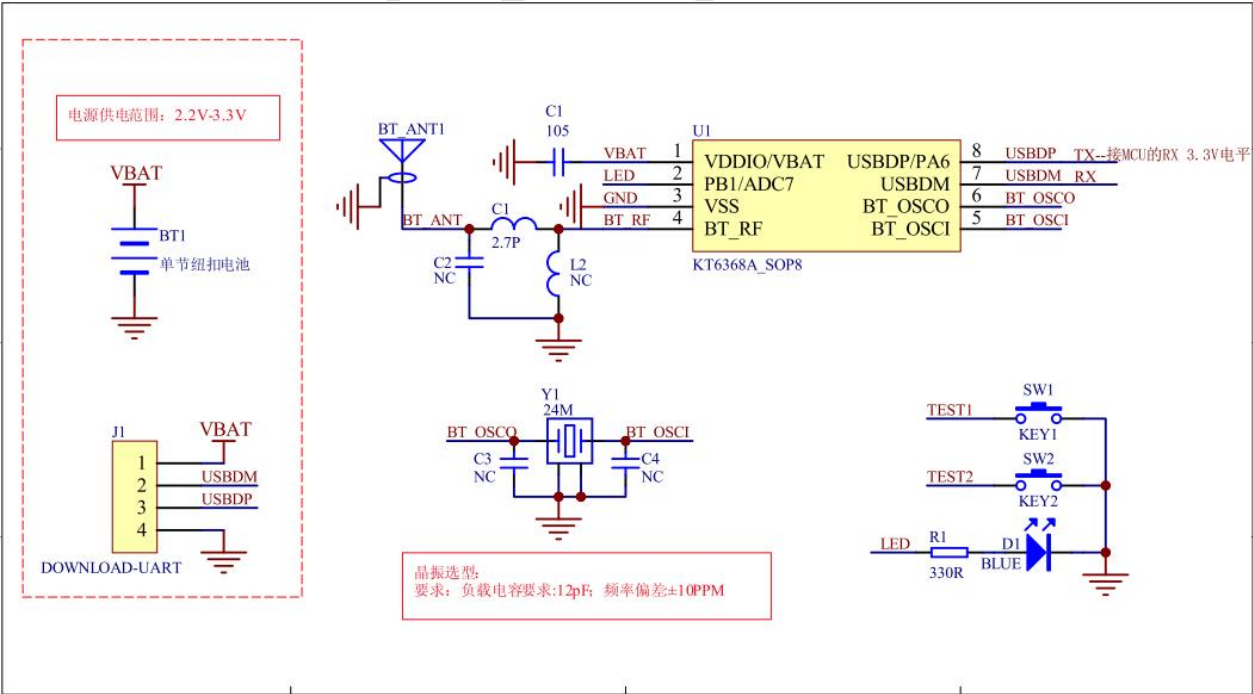 电源供电范围：2.2V-3.3V
VBAT
BT1
单节纽扣电池
J1
VBAT
1
2 USBDM
3 USBDP
4
DOWNLOAD-UART
BT_ANT1
BT_ANT
C1
2.7P
C2
NC
L2
NC
C1
105
U1
VBAT 1 VDDIO/VBAT USBDP/PA6 8 USBDP TX--接MCU的RX 3.3V电平
LED 2 PB1/ADC7 USBDM 7 USBDM RX
GND 3 VSS BT_OSCO 6 BT_OSCO
BT_RF 4 BT_RF BT_OSCI 5 BT_OSCI
KT6368A_SOP8
Y1
24M
BT_OSCO BT_OSCI
C3
NC
C4
NC
晶振选型:
要求：负载电容要求:12pF；频率偏差:±10PPM
SW1
TEST1
KEY1
SW2
TEST2
KEY2
LED R1 D1
330R BLUE